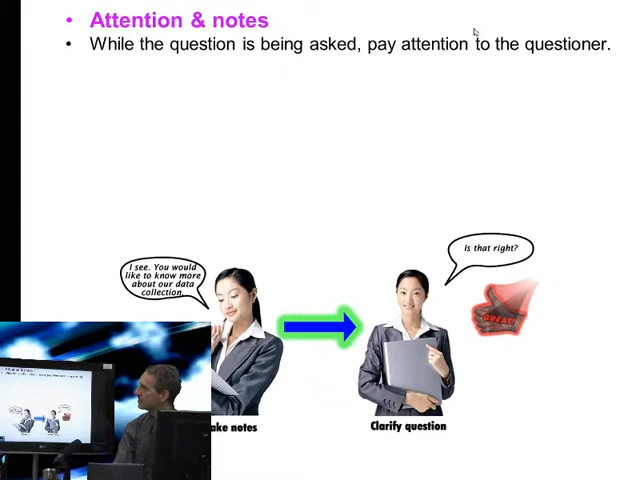 • Attention & notes
• While the question is being asked, pay attention to the questioner.
I see. You would
like to know more
about our data
collection.
Is that right?
GREAT!
ake notes
Clarify question